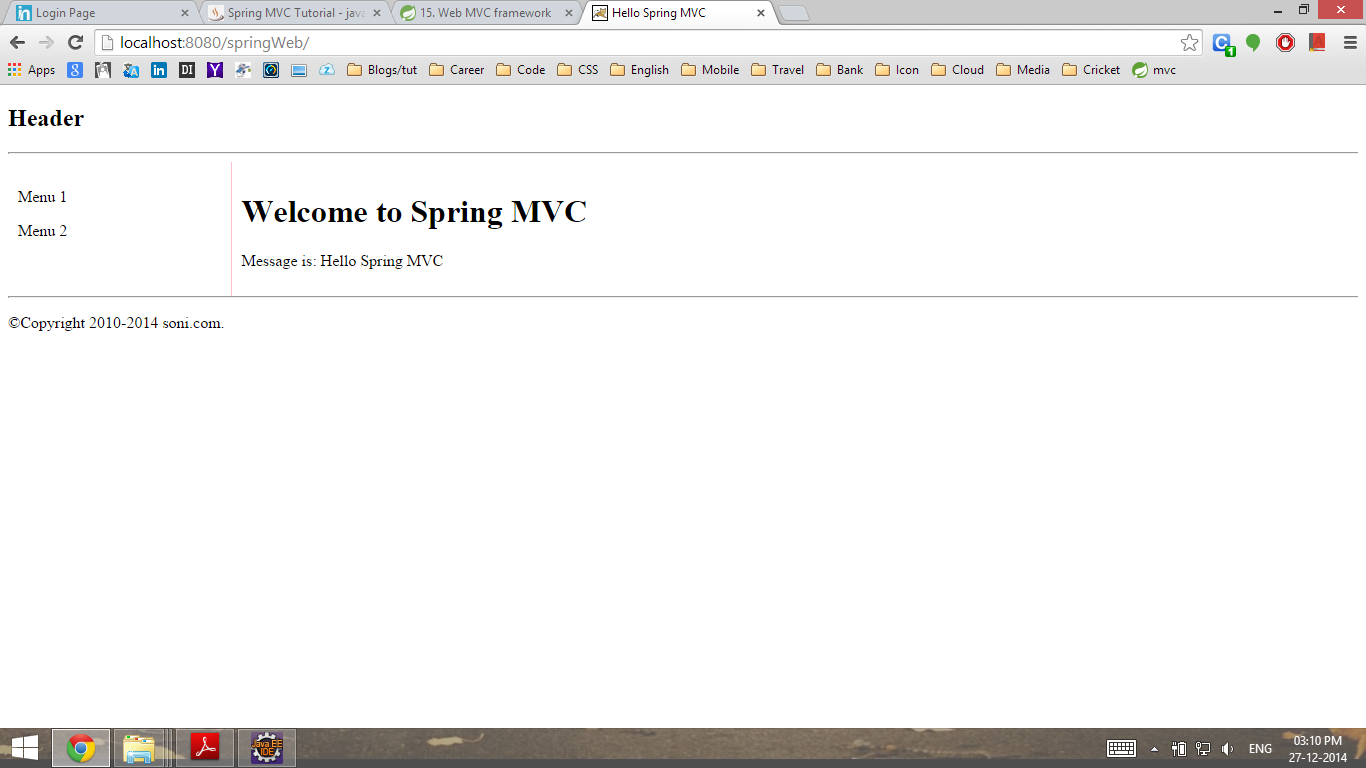 Login Page
Spring MVC Tutorial - java
15. Web MVC framework
Hello Spring MVC
localhost:8080/springWeb/
Apps DI Blogs/tut Career Code CSS English Mobile Travel Bank Icon Cloud Media Cricket mvc
Header
Menu 1
Menu 2
Welcome to Spring MVC
Message is: Hello Spring MVC
©Copyright 2010-2014 soni.com.
Java EE
IDE
ENG
03:10 PM
27-12-2014